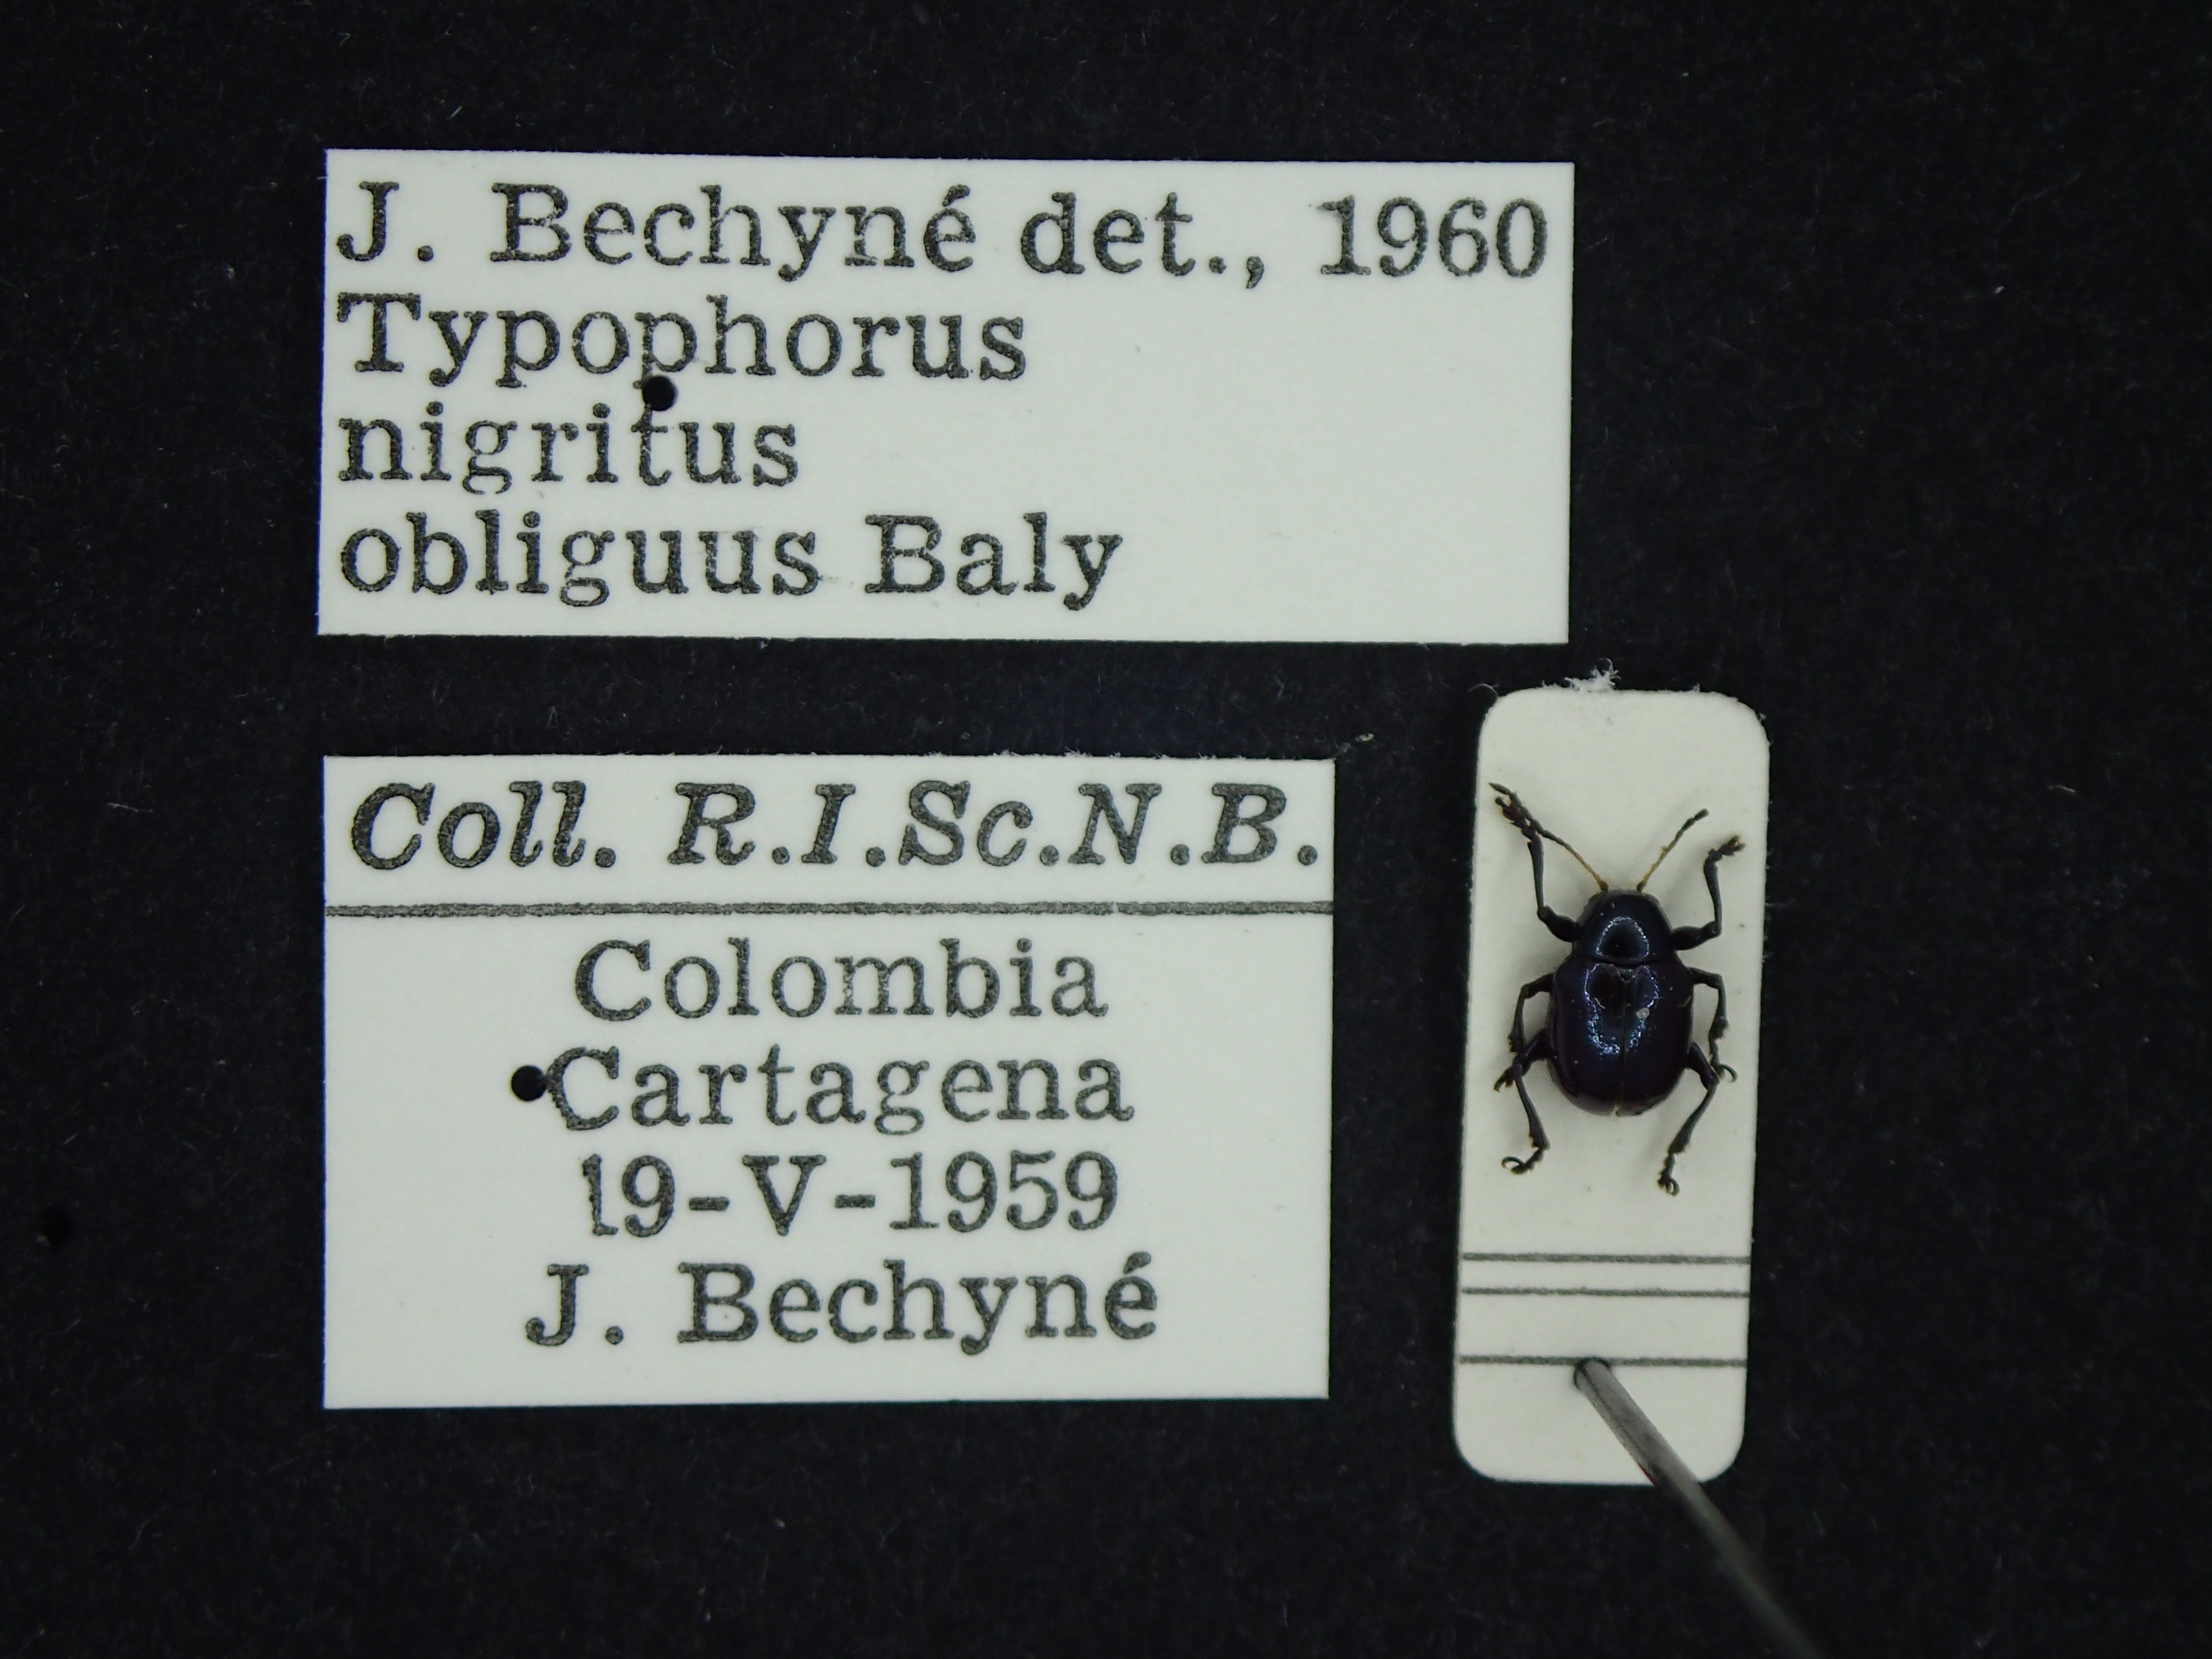 J. Bechyné det., 1960
Typophorus
nigritus
obliguus Baly
Coll. R.I.Sc.N.B.
Colombia
Cartagena
19-V-1959
J. Bechyné